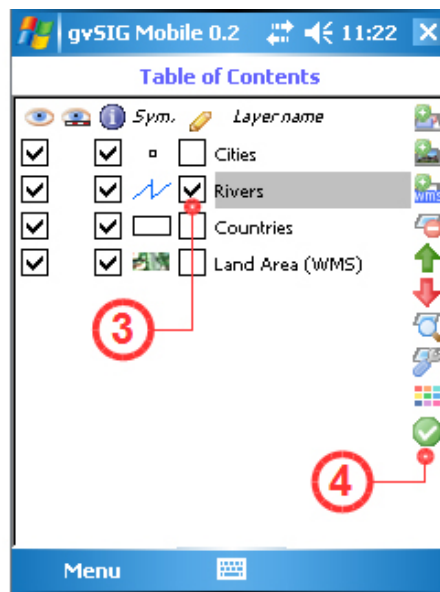 gvSIG Mobile 0.2 11:22
Table of Contents
Sym. Layer name
Cities
wms
Rivers
Countries
Land Area (WMS)
3
4
Menu